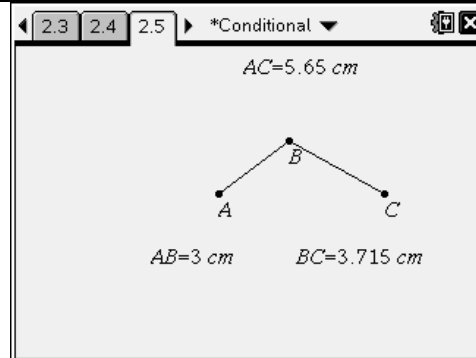 2.3 2.4 2.5 *Conditional
AC=5.65 cm
B
A C
AB=3 cm BC=3.715 cm